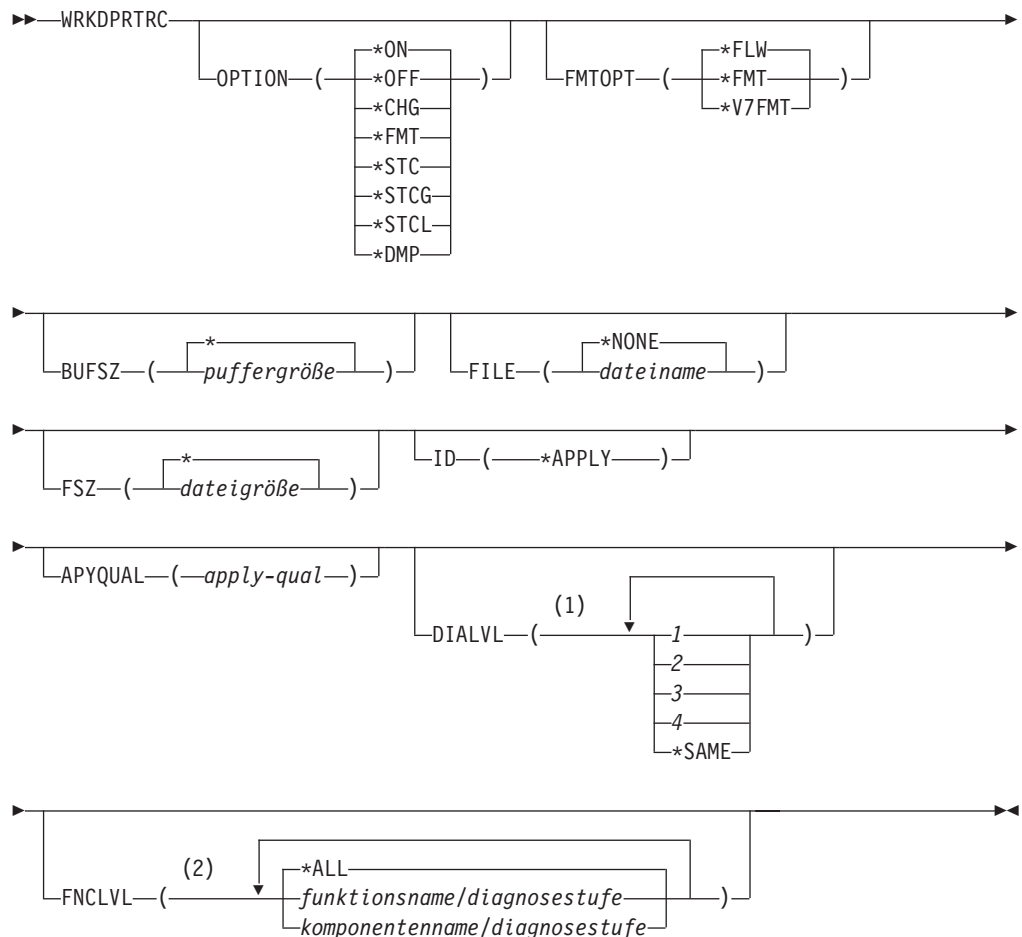 WRKDPRTRC
OPTION ( *ON )
*OFF
*CHG
*FMT
*STC
*STCG
*STCL
*DMP
FMTOPT ( *FLW )
*FMT
*V7FMT
BUFSZ ( * )
puffergröße
FILE ( *NONE )
dateiname
FSZ ( * )
dateigröße
ID ( *APPLY )
APYQUAL ( apply-qual )
(1)
DIALVL ( 1 )
2
3
4
*SAME
(2)
FNCLVL ( *ALL )
funktionsname/diagnosestufe
komponentenname/diagnosestufe